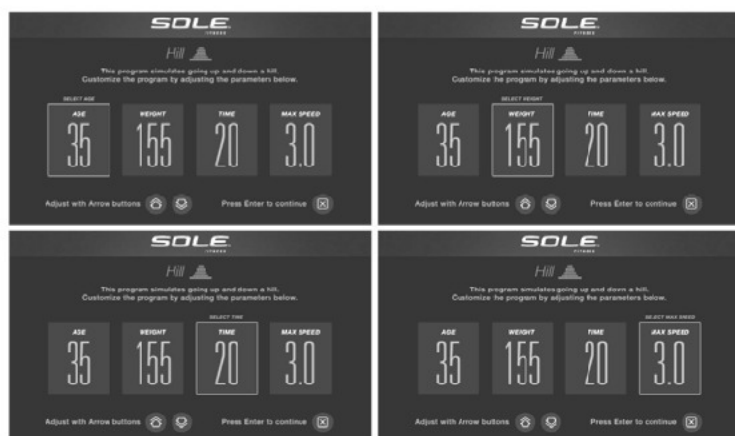 SOLE
FITNESS
Hill
This program simulates going up and down a hill.
Customize the program by adjusting the parameters below.
SELECT AGE
AGE WEIGHT TIME MAX SPEED
35 155 20 3.0
Adjust with Arrow buttons Press Enter to continue
SOLE
FITNESS
Hill
This program simulates going up and down a hill.
Customize the program by adjusting the parameters below.
SELECT WEIGHT
AGE WEIGHT TIME MAX SPEED
35 155 20 3.0
Adjust with Arrow buttons Press Enter to continue
SOLE
FITNESS
Hill
This program simulates going up and down a hill.
Customize the program by adjusting the parameters below.
SELECT TIME
AGE WEIGHT TIME MAX SPEED
35 155 20 3.0
Adjust with Arrow buttons Press Enter to continue
SOLE
FITNESS
Hill
This program simulates going up and down a hill.
Customize the program by adjusting the parameters below.
SELECT MAX SPEED
AGE WEIGHT TIME MAX SPEED
35 155 20 3.0
Adjust with Arrow buttons Press Enter to continue